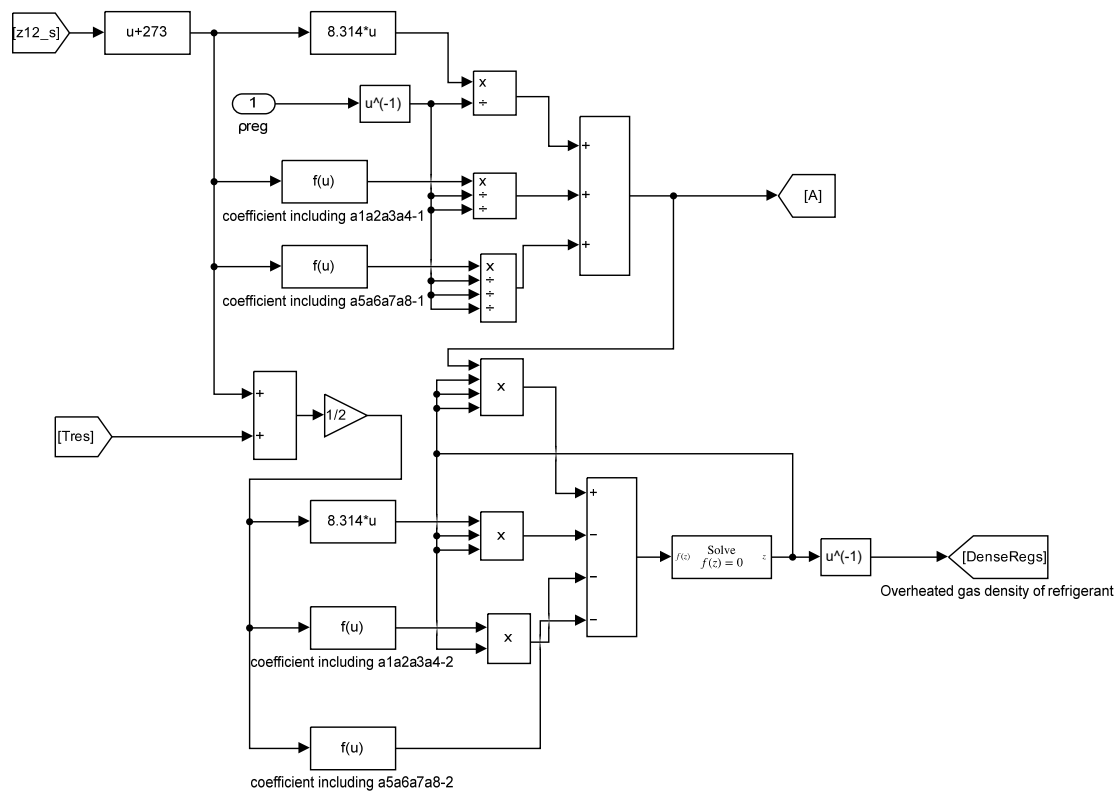 [z12_s]
u+273
8.314*u
x
÷
1
ρreg
u^(-1)
+
f(u)
x
÷
÷
+
[A]
coefficient including a1a2a3a4-1
f(u)
x
÷
÷
÷
+
coefficient including a5a6a7a8-1
x
+
1/2
[Tres]
+
+
8.314*u
x
−
f(z) Solve f(z) = 0 z
u^(-1)
[DenseRegs]
Overheated gas density of refrigerant
−
f(u)
x
−
coefficient including a1a2a3a4-2
f(u)
coefficient including a5a6a7a8-2